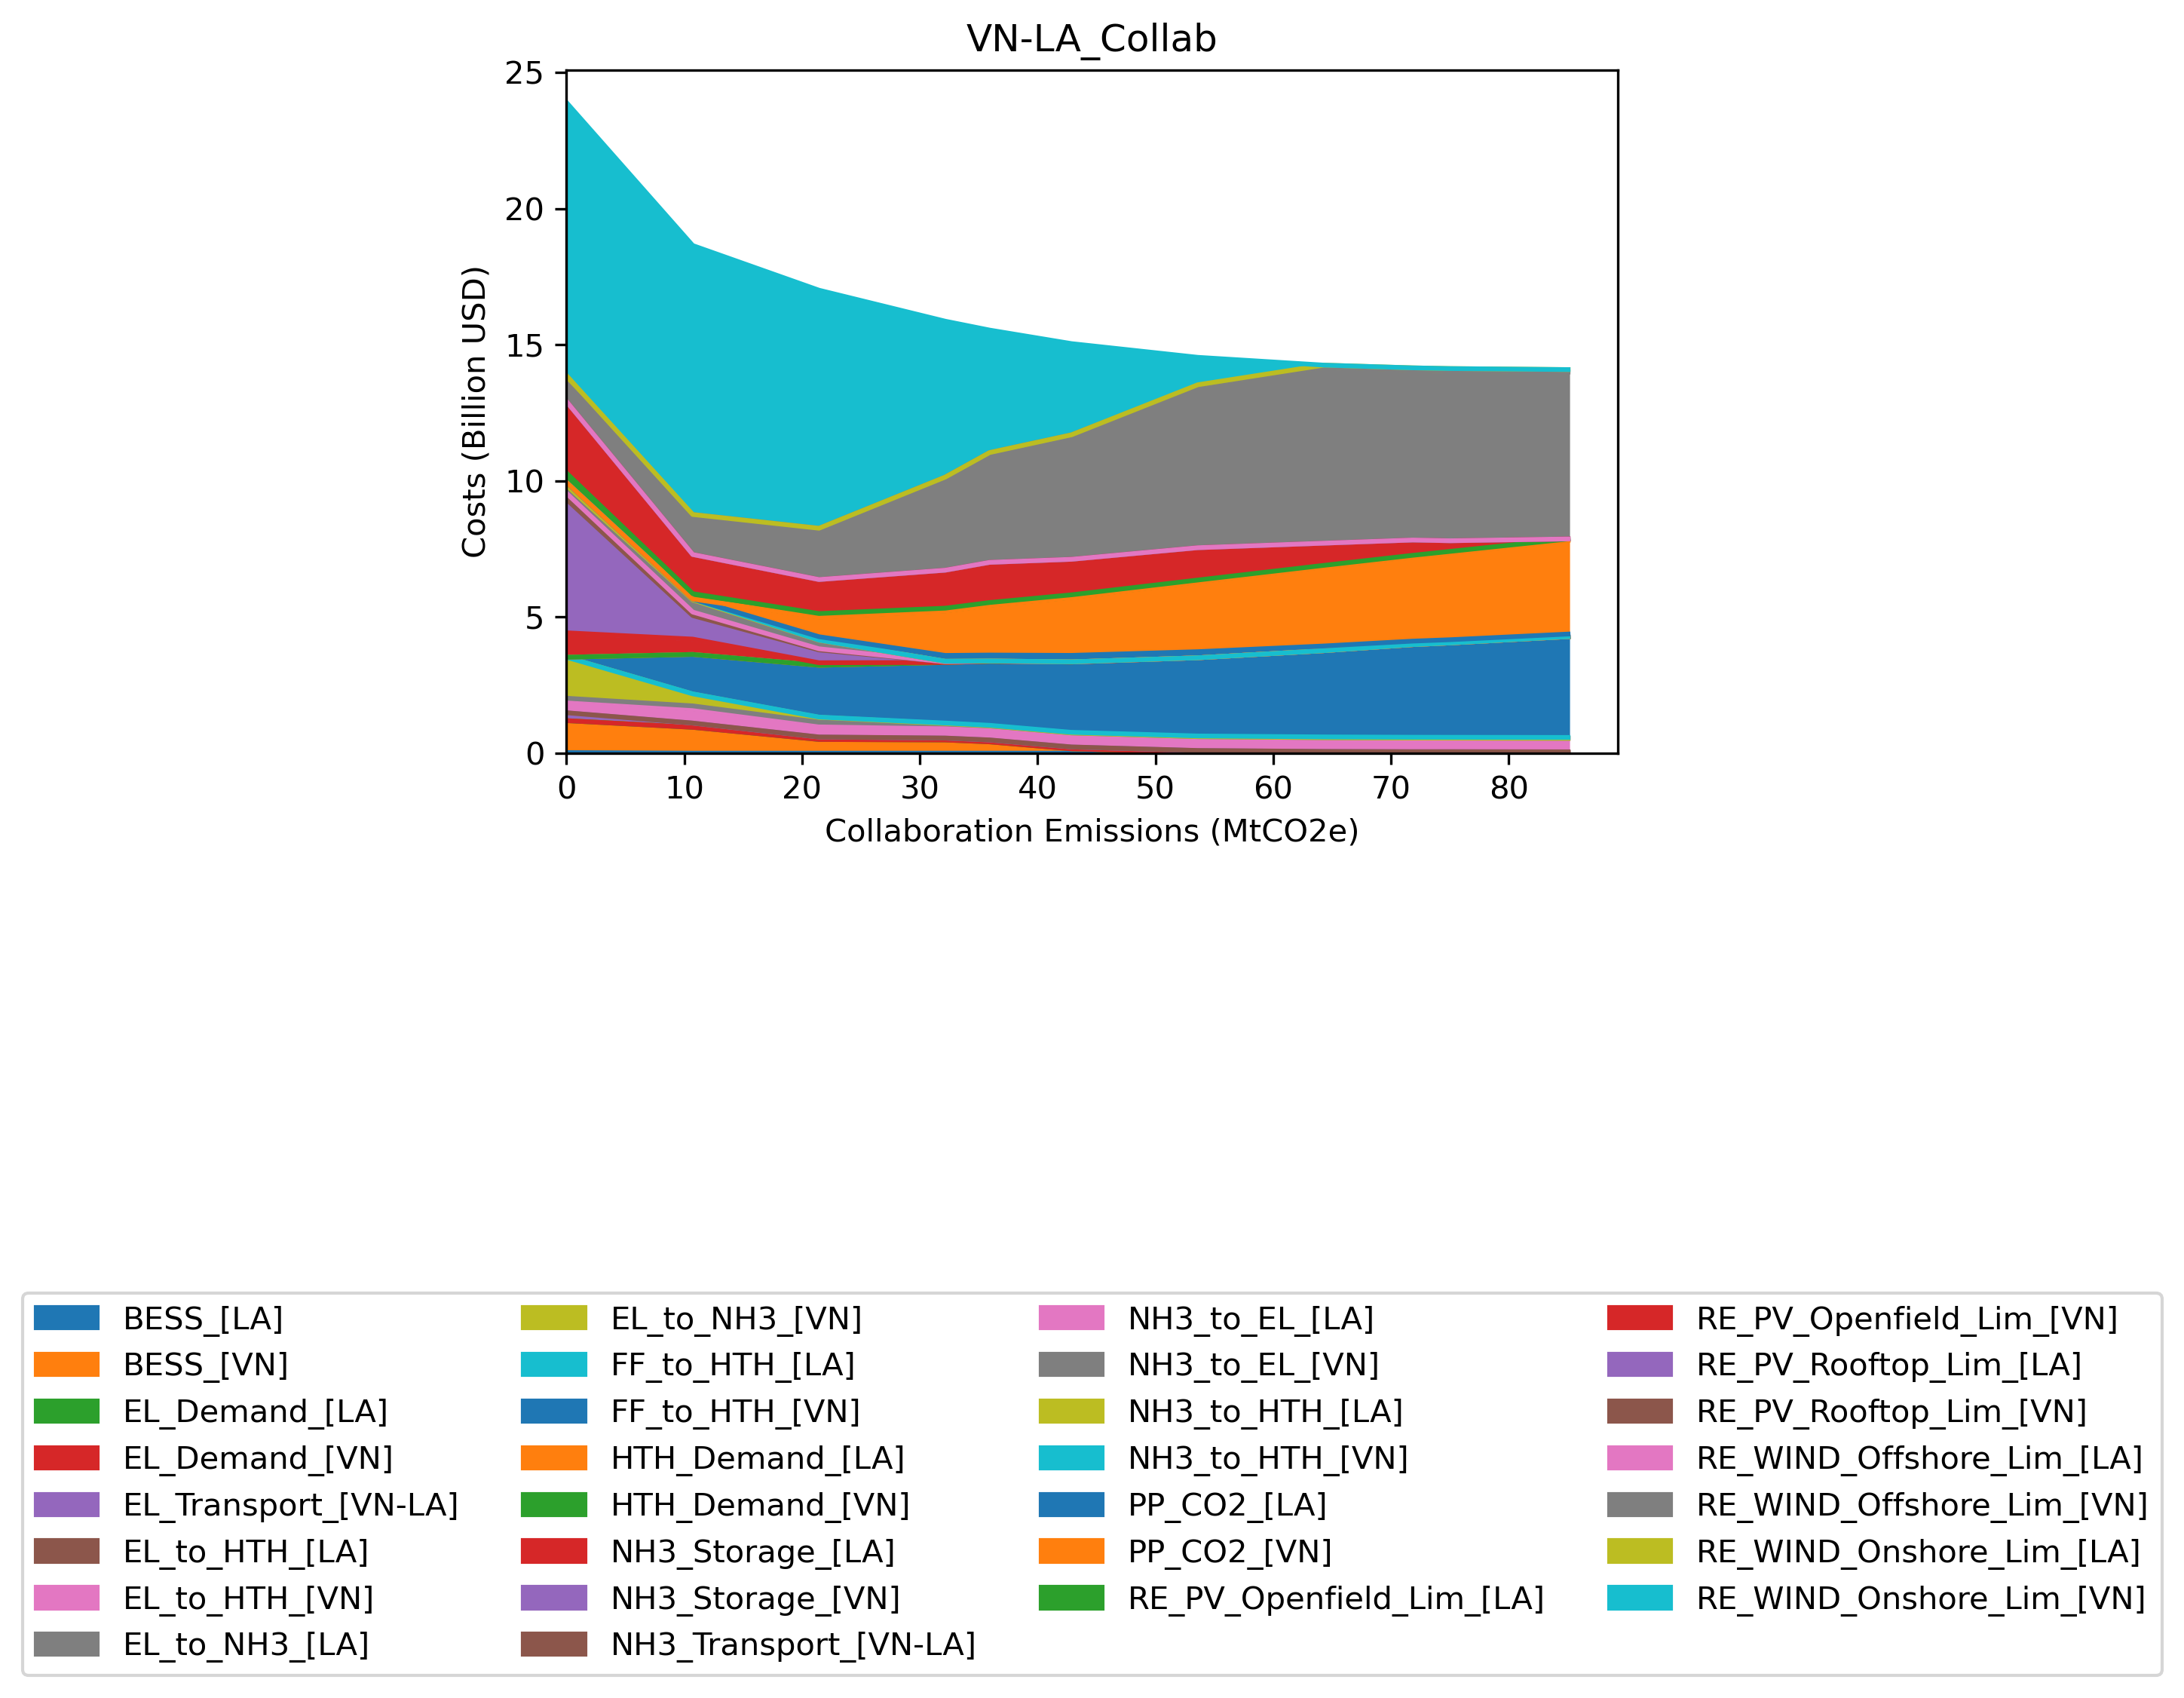 VN-LA_Collab
Costs (Billion USD)
25
20
15
10
5
0
0 10 20 30 40 50 60 70 80
Collaboration Emissions (MtCO2e)
BESS_[LA]
BESS_[VN]
EL_Demand_[LA]
EL_Demand_[VN]
EL_Transport_[VN-LA]
EL_to_HTH_[LA]
EL_to_HTH_[VN]
EL_to_NH3_[LA]
EL_to_NH3_[VN]
FF_to_HTH_[LA]
FF_to_HTH_[VN]
HTH_Demand_[LA]
HTH_Demand_[VN]
NH3_Storage_[LA]
NH3_Storage_[VN]
NH3_Transport_[VN-LA]
NH3_to_EL_[LA]
NH3_to_EL_[VN]
NH3_to_HTH_[LA]
NH3_to_HTH_[VN]
PP_CO2_[LA]
PP_CO2_[VN]
RE_PV_Openfield_Lim_[LA]
RE_PV_Openfield_Lim_[VN]
RE_PV_Rooftop_Lim_[LA]
RE_PV_Rooftop_Lim_[VN]
RE_WIND_Offshore_Lim_[LA]
RE_WIND_Offshore_Lim_[VN]
RE_WIND_Onshore_Lim_[LA]
RE_WIND_Onshore_Lim_[VN]